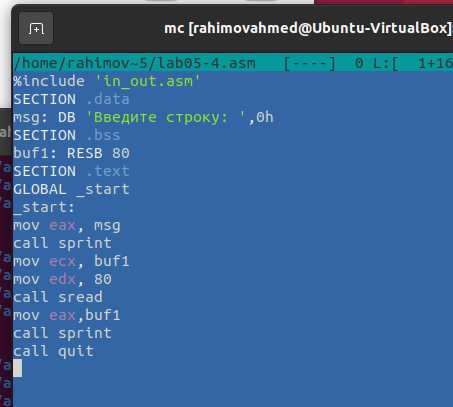 mc [rahimovahmed@Ubuntu-VirtualBox]:
/home/rahimov~5/lab05-4.asm [----] 0 L:[ 1+16
%include 'in_out.asm'
SECTION .data
msg: DB 'Введите строку: ',0h
SECTION .bss
buf1: RESB 80
SECTION .text
GLOBAL _start
_start:
mov eax, msg
call sprint
mov ecx, buf1
mov edx, 80
call sread
mov eax,buf1
call sprint
call quit